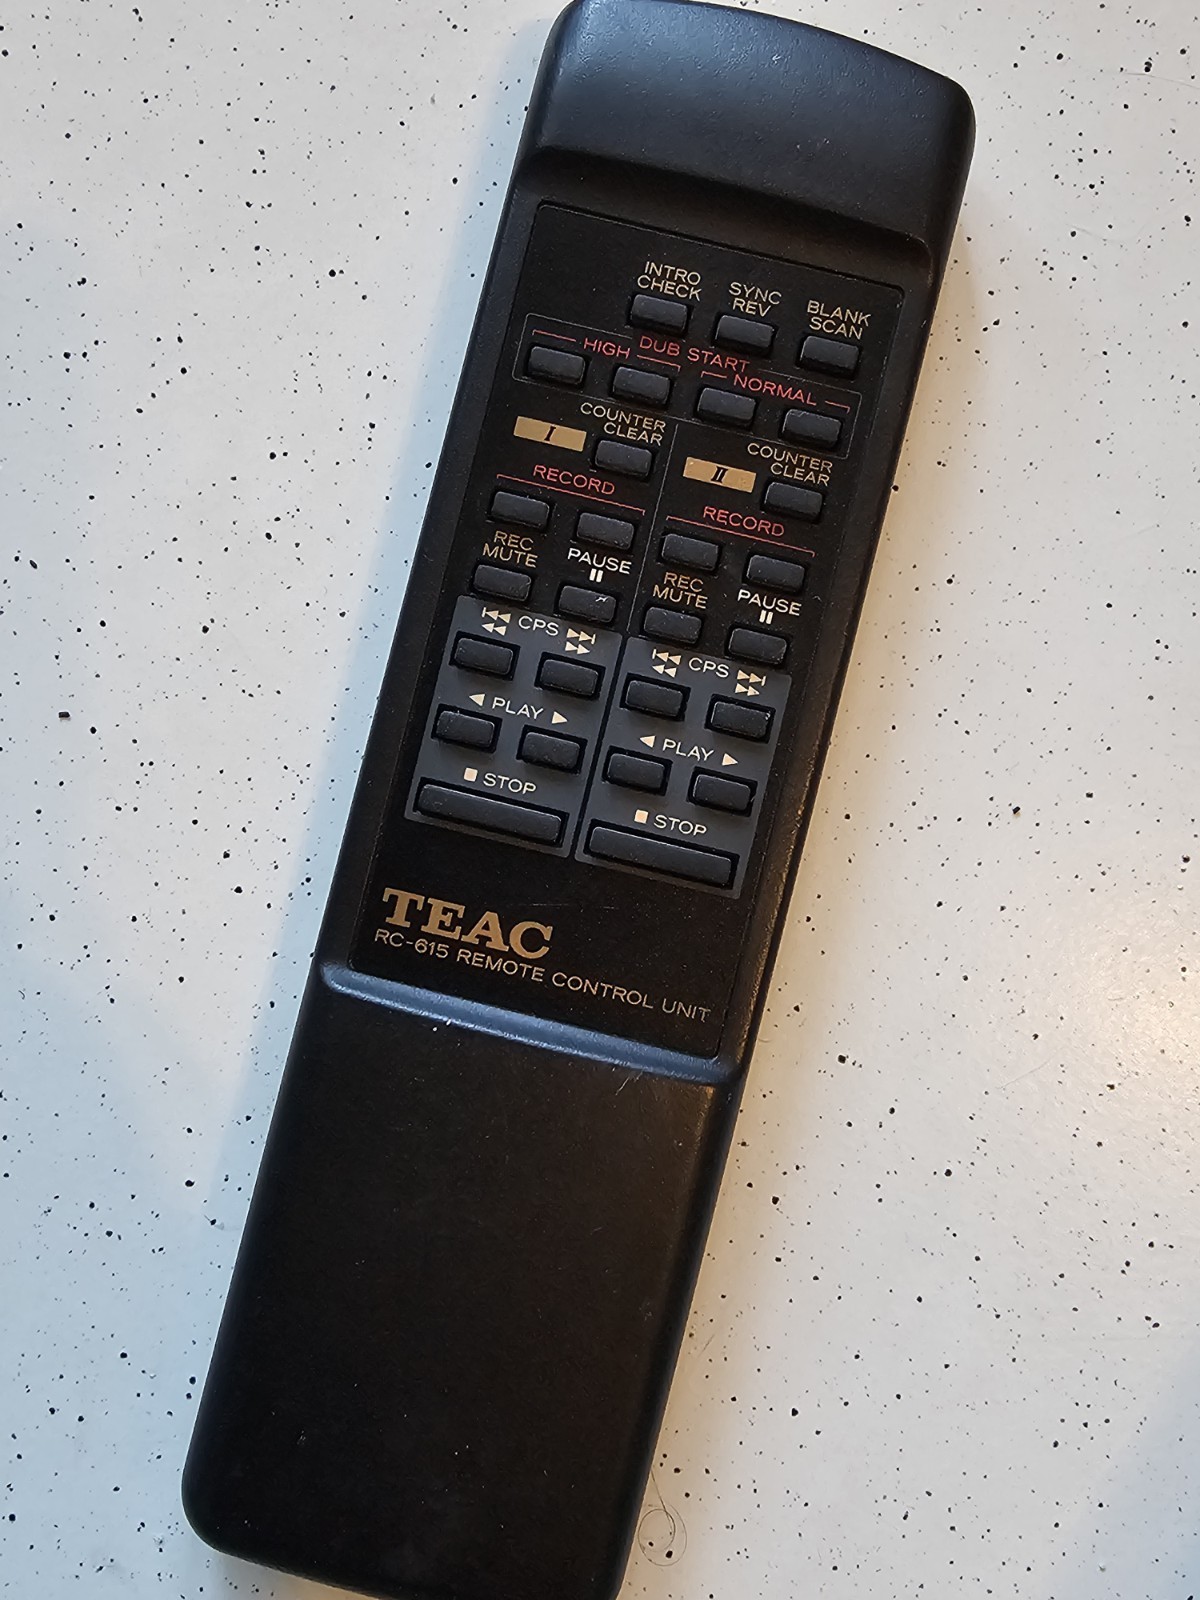 INTRO
CHECK
SYNC
REV
BLANK
SCAN
DUB START
HIGH
NORMAL
I
COUNTER
CLEAR
II
COUNTER
CLEAR
RECORD
RECORD
REC
MUTE
PAUSE
REC
MUTE
PAUSE
CPS
CPS
PLAY
PLAY
STOP
STOP
TEAC
RC-615 REMOTE CONTROL UNIT